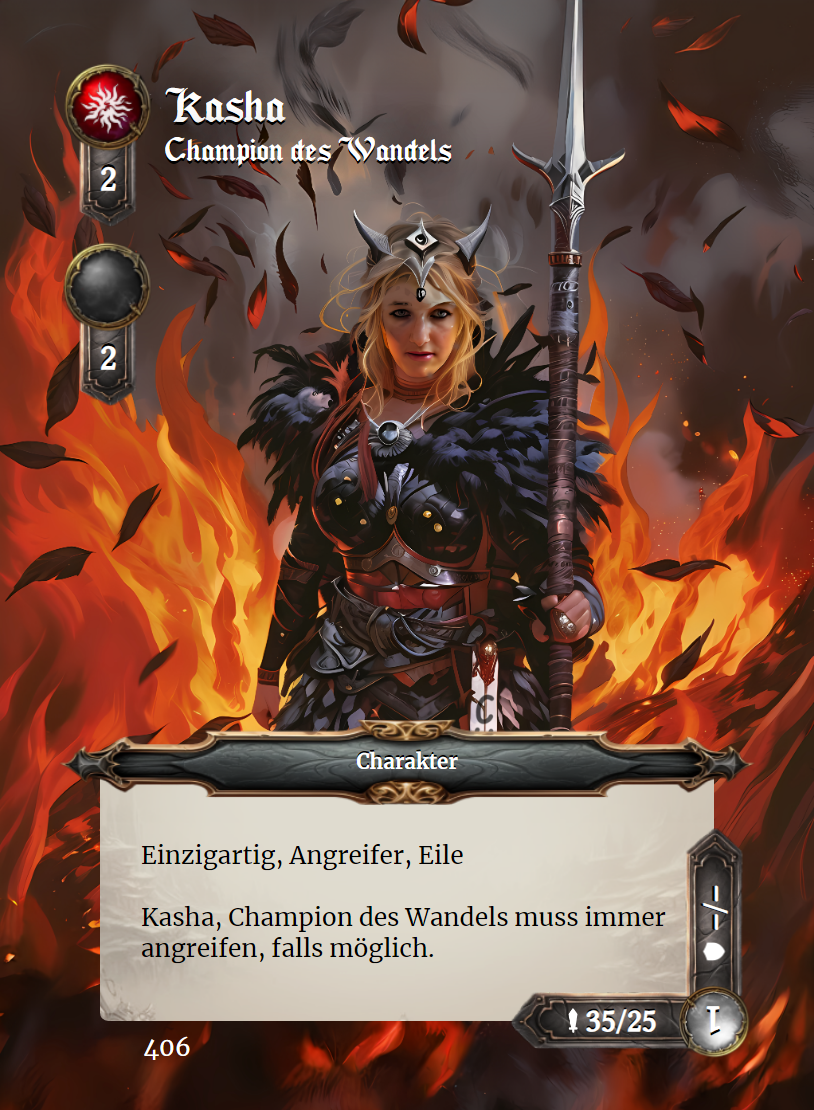 Kasha
Champion des Wandels
2
2
C
Charakter
Einzigartig, Angreifer, Eile
Kasha, Champion des Wandels muss immer
angreifen, falls möglich.
-/-
35/25
1
406